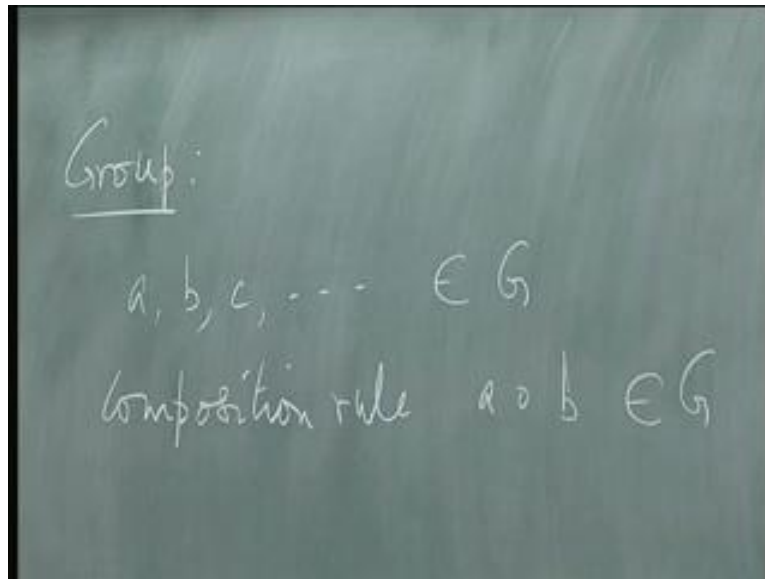 Group:
a, b, c, --- ∈ G
Composition rule a o b ∈ G